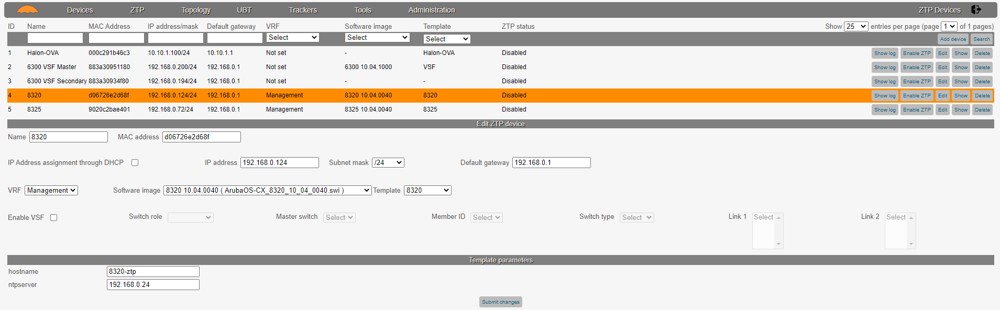 Devices ZTP Topology UBT Trackers Tools Administration ZTP Devices
ID Name MAC Address IP address/mask Default gateway VRF Software image Template ZTP status Show 25 entries per page (page 1 of 1 pages)
Select Select Select Add device Search
1 Halon-OVA 000c291b46c3 10.10.1.100/24 10.10.1.1 Not set - Halon-OVA Disabled Show log Enable ZTP Edit Show Delete
2 6300 VSF Master 883a30951180 192.168.0.200/24 192.168.0.1 Not set 6300 10.04.1000 VSF Disabled Show log Enable ZTP Edit Show Delete
3 6300 VSF Secondary 883a30934f80 192.168.0.194/24 192.168.0.1 Not set - - Disabled Show log Enable ZTP Edit Show Delete
4 8320 d06726e2d68f 192.168.0.124/24 192.168.0.1 Management 8320 10.04.0040 8320 Disabled Show log Enable ZTP Edit Show Delete
5 8325 9020c2bae401 192.168.0.72/24 192.168.0.1 Management 8325 10.04.0040 8325 Disabled Show log Enable ZTP Edit Show Delete
Edit ZTP device
Name 8320 MAC address d06726e2d68f
IP Address assignment through DHCP IP address 192.168.0.124 Subnet mask /24 Default gateway 192.168.0.1
VRF Management Software image 8320 10.04.0040 ( ArubaOS-CX_8320_10_04_0040.swi ) Template 8320
Enable VSF Switch role Master switch Select Member ID Select Switch type Select Link 1 Select Link 2 Select
Template parameters
hostname 8320-ztp
ntpserver 192.168.0.24
Submit changes